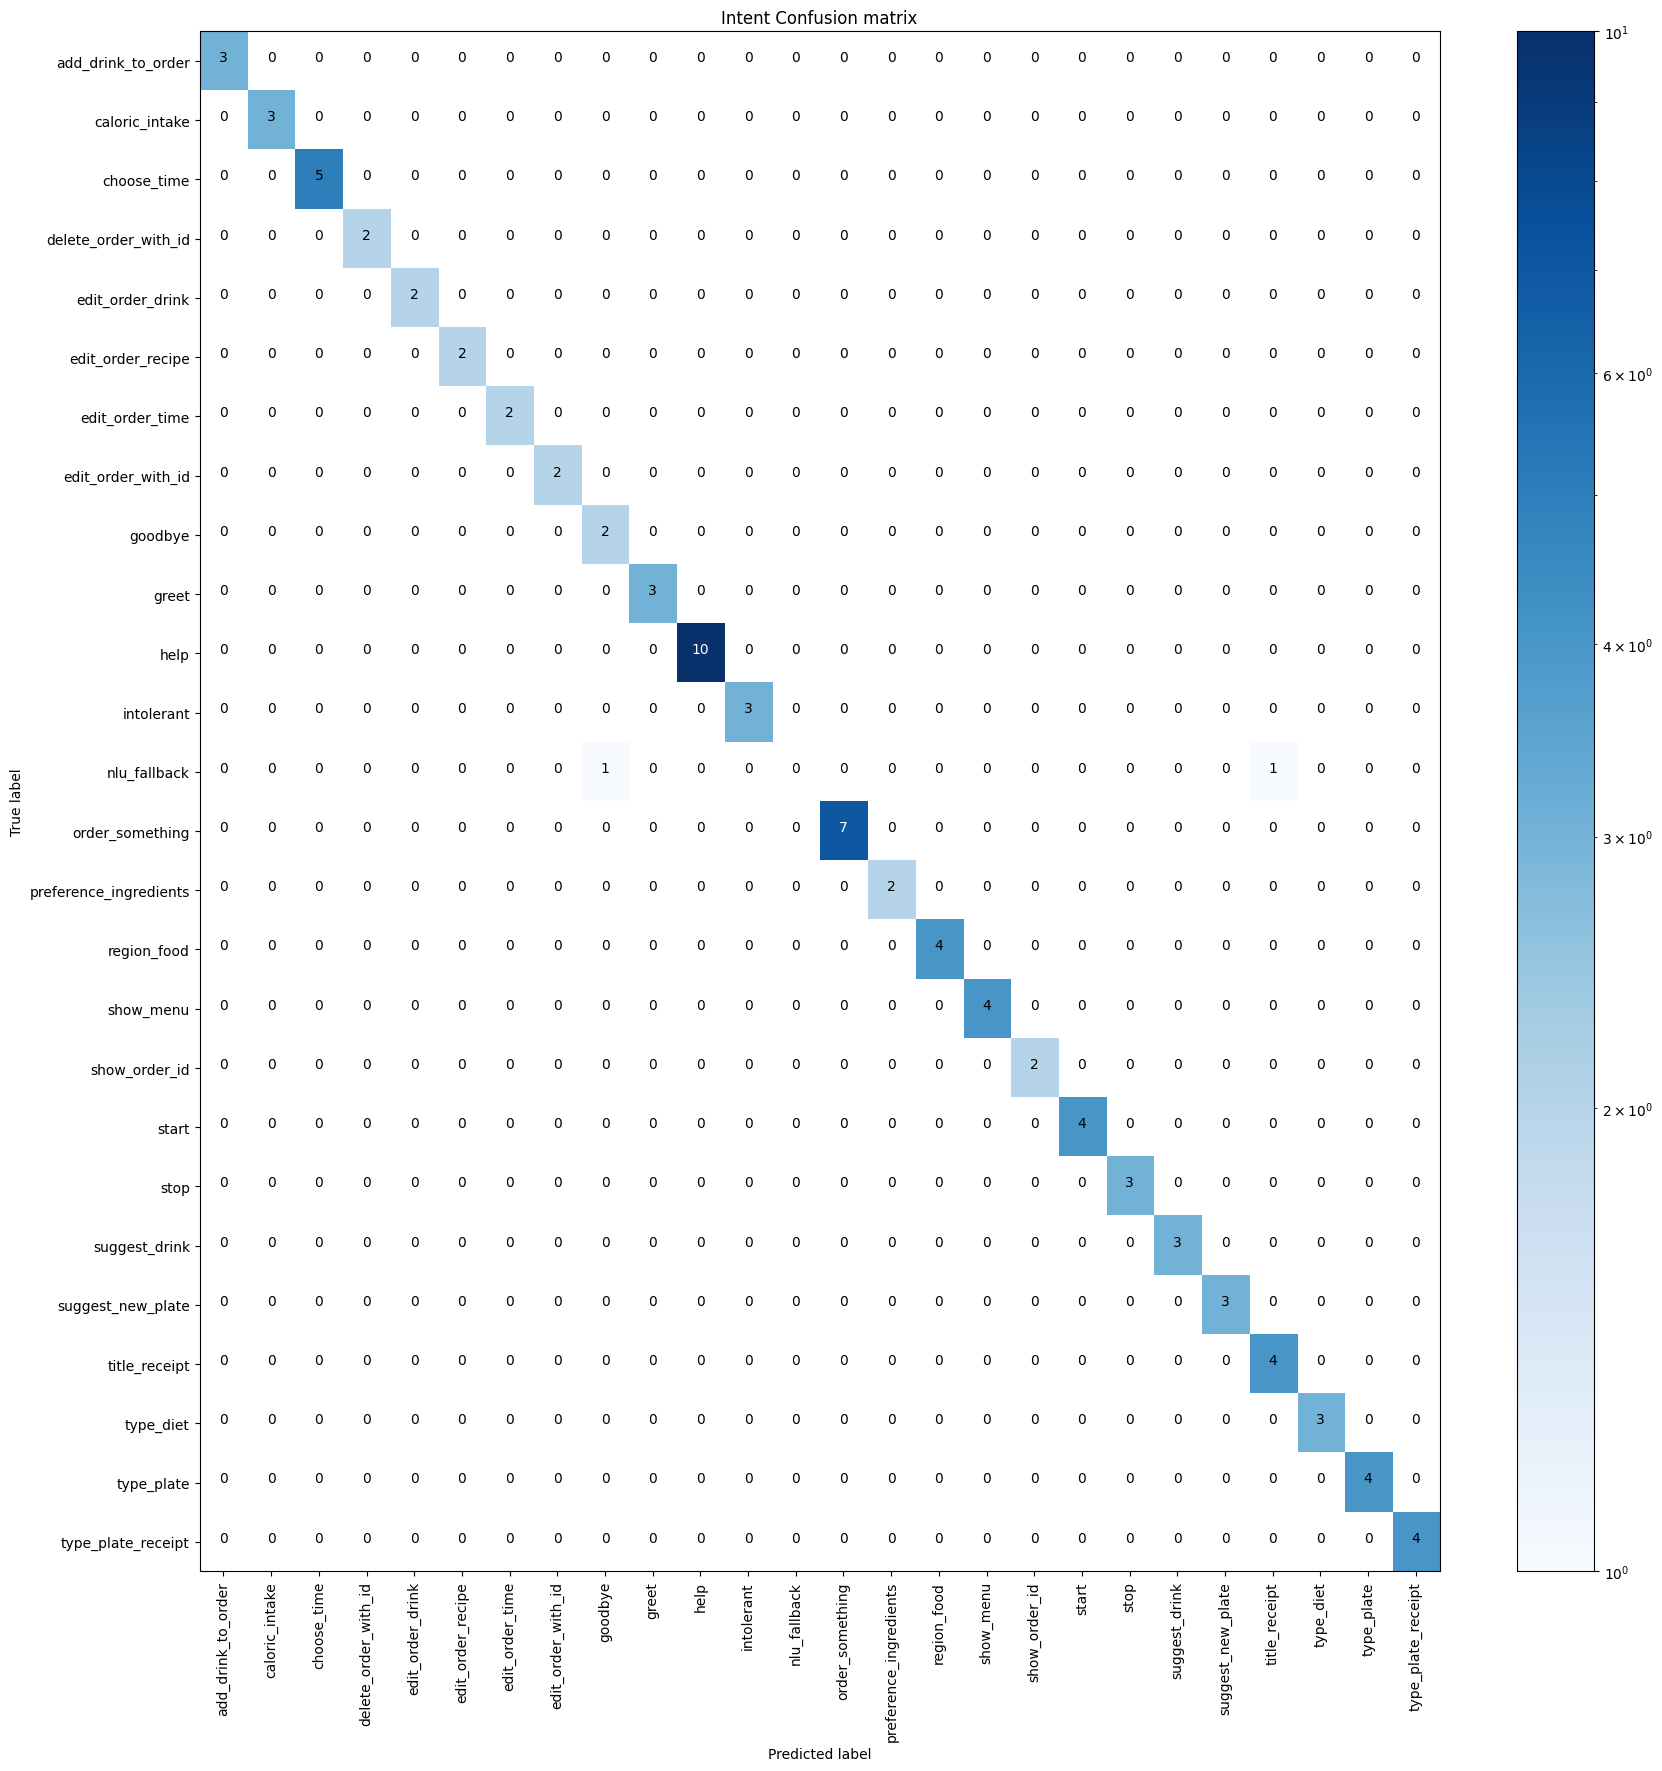 Intent Confusion matrix
add_drink_to_order 3 0 0 0 0 0 0 0 0 0 0 0 0 0 0 0 0 0 0 0 0 0 0 0 0 0
caloric_intake 0 3 0 0 0 0 0 0 0 0 0 0 0 0 0 0 0 0 0 0 0 0 0 0 0 0
choose_time 0 0 5 0 0 0 0 0 0 0 0 0 0 0 0 0 0 0 0 0 0 0 0 0 0 0
delete_order_with_id 0 0 0 2 0 0 0 0 0 0 0 0 0 0 0 0 0 0 0 0 0 0 0 0 0 0
edit_order_drink 0 0 0 0 2 0 0 0 0 0 0 0 0 0 0 0 0 0 0 0 0 0 0 0 0 0
edit_order_recipe 0 0 0 0 0 2 0 0 0 0 0 0 0 0 0 0 0 0 0 0 0 0 0 0 0 0
edit_order_time 0 0 0 0 0 0 2 0 0 0 0 0 0 0 0 0 0 0 0 0 0 0 0 0 0 0
edit_order_with_id 0 0 0 0 0 0 0 2 0 0 0 0 0 0 0 0 0 0 0 0 0 0 0 0 0 0
goodbye 0 0 0 0 0 0 0 0 2 0 0 0 0 0 0 0 0 0 0 0 0 0 0 0 0 0
greet 0 0 0 0 0 0 0 0 0 3 0 0 0 0 0 0 0 0 0 0 0 0 0 0 0 0
help 0 0 0 0 0 0 0 0 0 0 10 0 0 0 0 0 0 0 0 0 0 0 0 0 0 0
intolerant 0 0 0 0 0 0 0 0 0 0 0 3 0 0 0 0 0 0 0 0 0 0 0 0 0 0
nlu_fallback 0 0 0 0 0 0 0 0 1 0 0 0 0 0 0 0 0 0 0 0 0 0 1 0 0 0
order_something 0 0 0 0 0 0 0 0 0 0 0 0 0 7 0 0 0 0 0 0 0 0 0 0 0 0
preference_ingredients 0 0 0 0 0 0 0 0 0 0 0 0 0 0 2 0 0 0 0 0 0 0 0 0 0 0
region_food 0 0 0 0 0 0 0 0 0 0 0 0 0 0 0 4 0 0 0 0 0 0 0 0 0 0
show_menu 0 0 0 0 0 0 0 0 0 0 0 0 0 0 0 0 4 0 0 0 0 0 0 0 0 0
show_order_id 0 0 0 0 0 0 0 0 0 0 0 0 0 0 0 0 0 2 0 0 0 0 0 0 0 0
start 0 0 0 0 0 0 0 0 0 0 0 0 0 0 0 0 0 0 4 0 0 0 0 0 0 0
stop 0 0 0 0 0 0 0 0 0 0 0 0 0 0 0 0 0 0 0 3 0 0 0 0 0 0
suggest_drink 0 0 0 0 0 0 0 0 0 0 0 0 0 0 0 0 0 0 0 0 3 0 0 0 0 0
suggest_new_plate 0 0 0 0 0 0 0 0 0 0 0 0 0 0 0 0 0 0 0 0 0 3 0 0 0 0
title_receipt 0 0 0 0 0 0 0 0 0 0 0 0 0 0 0 0 0 0 0 0 0 0 4 0 0 0
type_diet 0 0 0 0 0 0 0 0 0 0 0 0 0 0 0 0 0 0 0 0 0 0 0 3 0 0
type_plate 0 0 0 0 0 0 0 0 0 0 0 0 0 0 0 0 0 0 0 0 0 0 0 0 4 0
type_plate_receipt 0 0 0 0 0 0 0 0 0 0 0 0 0 0 0 0 0 0 0 0 0 0 0 0 0 4
True label
add_drink_to_order
caloric_intake
choose_time
delete_order_with_id
edit_order_drink
edit_order_recipe
edit_order_time
edit_order_with_id
goodbye
greet
help
intolerant
nlu_fallback
order_something
preference_ingredients
region_food
show_menu
show_order_id
start
stop
suggest_drink
suggest_new_plate
title_receipt
type_diet
type_plate
type_plate_receipt
Predicted label
10¹
6 × 10⁰
4 × 10⁰
3 × 10⁰
2 × 10⁰
10⁰